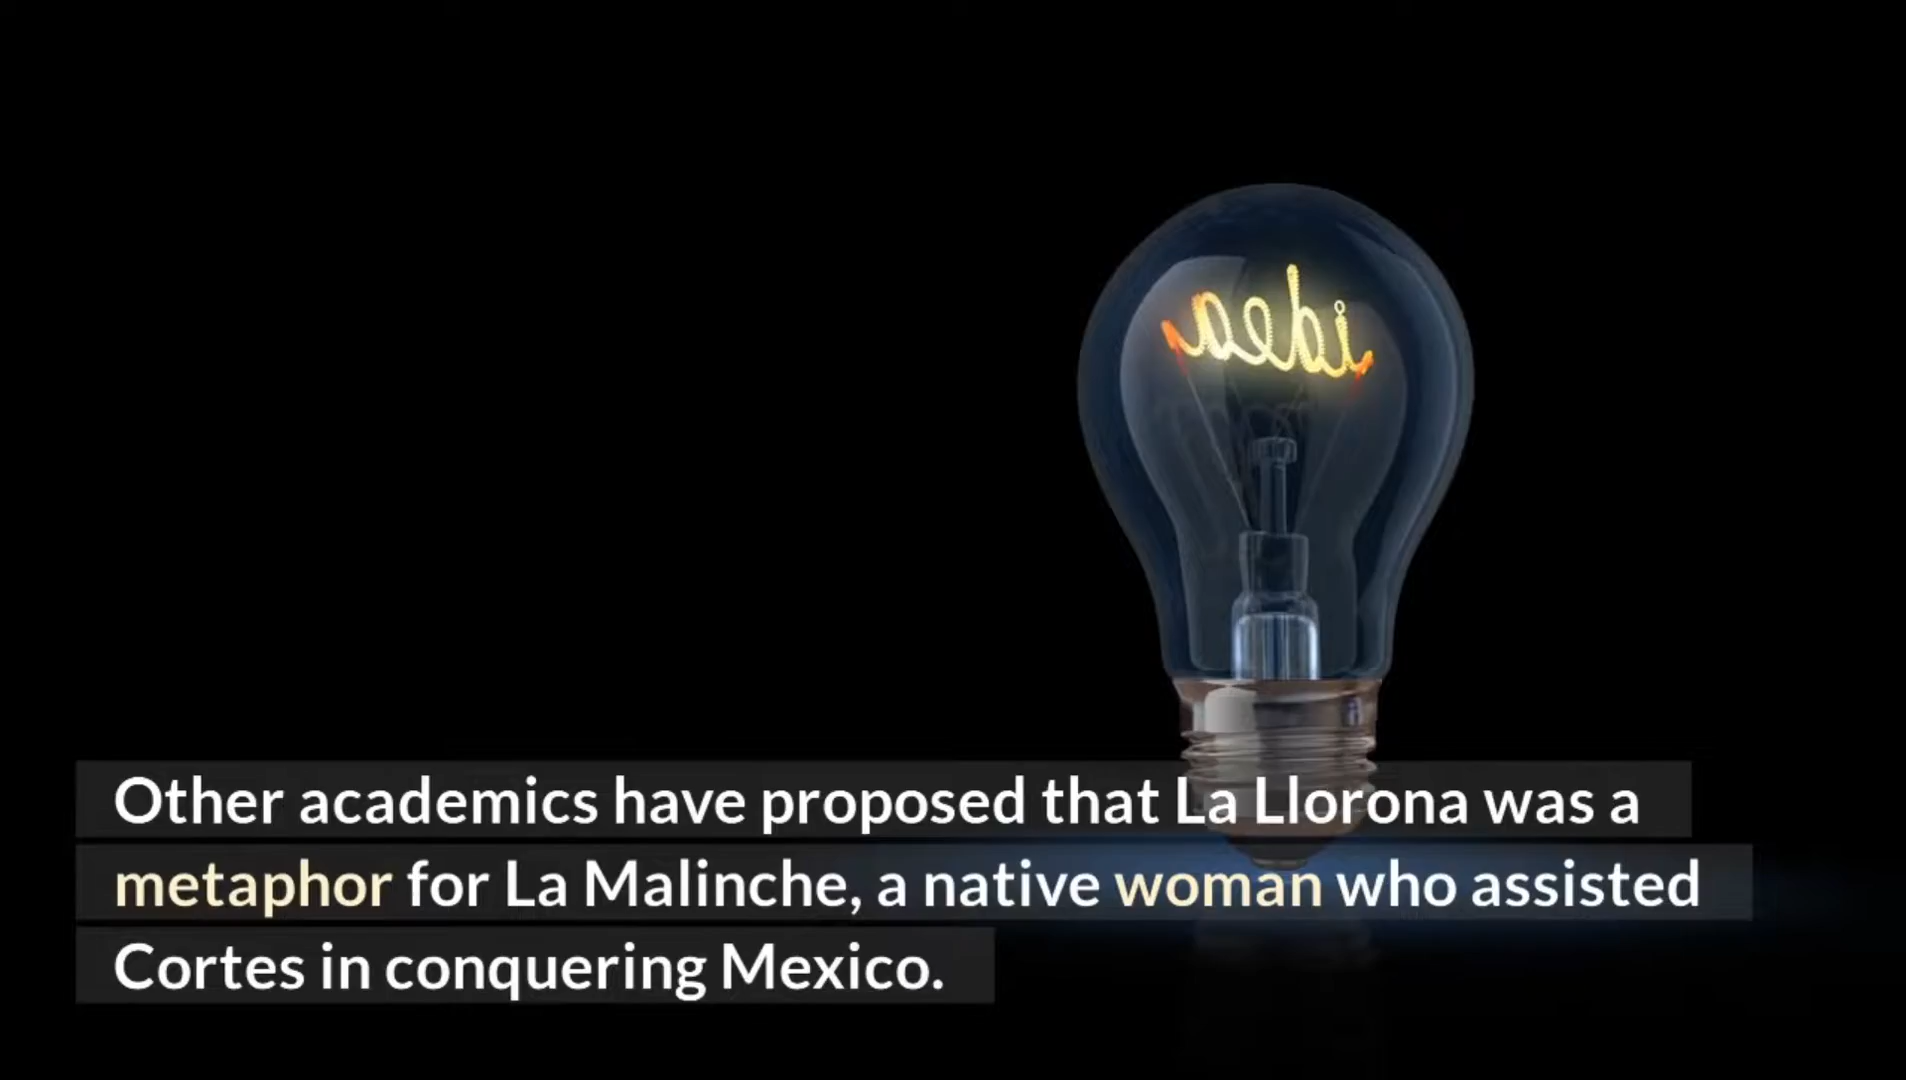 idea
Other academics have proposed that La Llorona was a
metaphor for La Malinche, a native woman who assisted
Cortes in conquering Mexico.